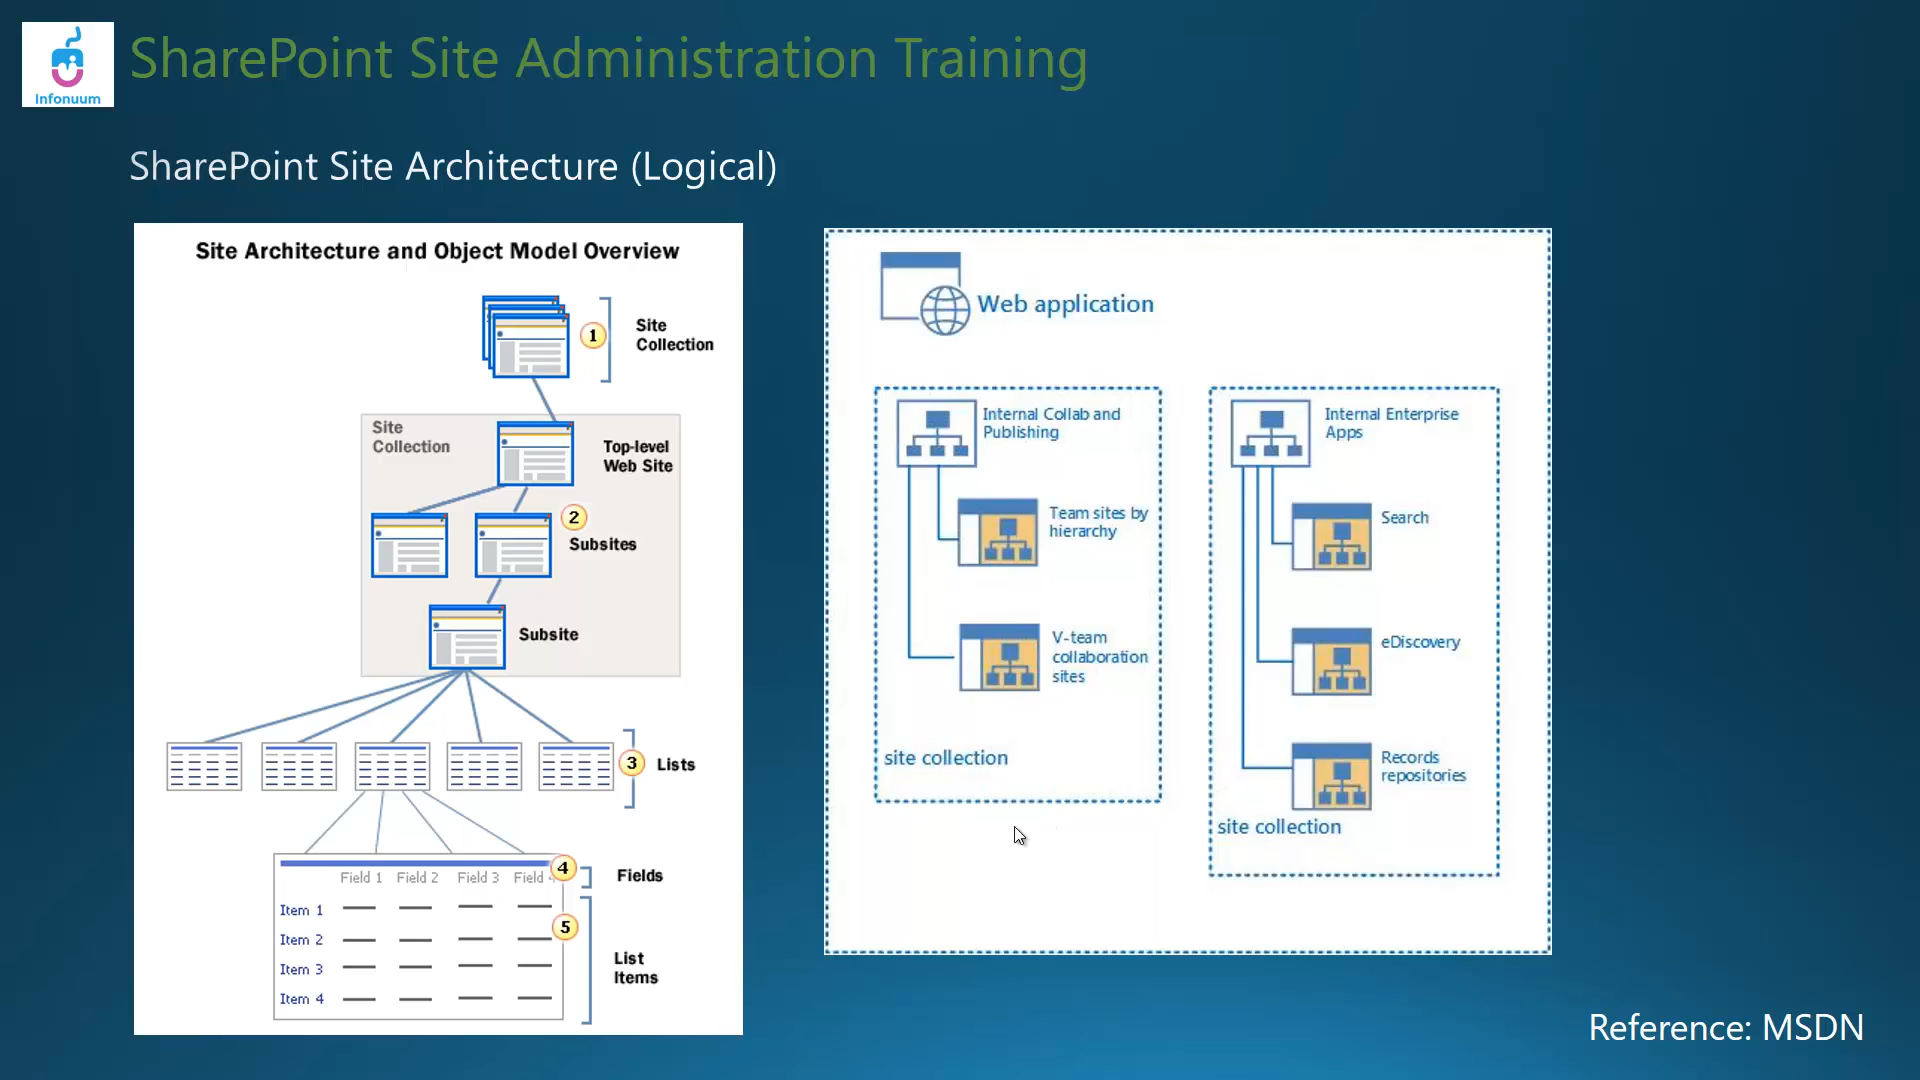 Infonuum
SharePoint Site Administration Training
SharePoint Site Architecture (Logical)
Site Architecture and Object Model Overview
1
Site
Collection
Site
Collection
Top-level
Web Site
2
Subsites
Subsite
3
Lists
4
Fields
Field 1 Field 2 Field 3 Field
Item 1
Item 2
Item 3
Item 4
5
List
Items
Web application
Internal Collab and
Publishing
Team sites by
hierarchy
V-team
collaboration
sites
site collection
Internal Enterprise
Apps
Search
eDiscovery
Records
repositories
site collection
Reference: MSDN